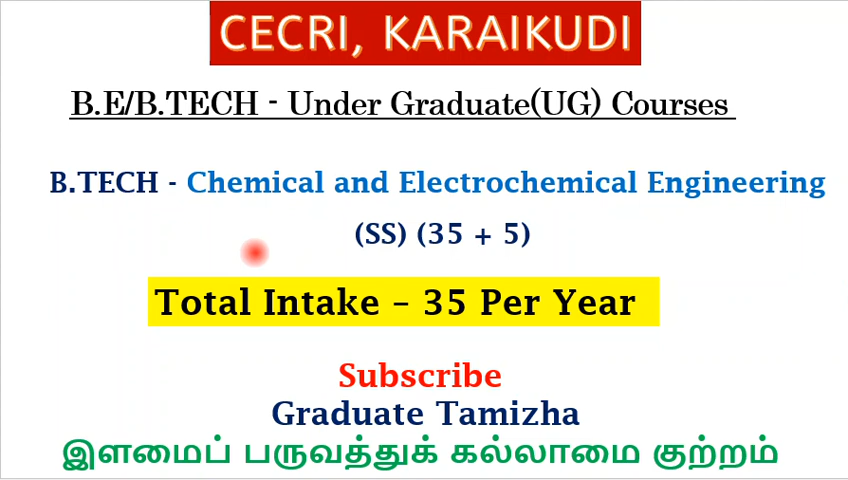 CECRI, KARAIKUDI
B.E/B.TECH - Under Graduate(UG) Courses
B.TECH - Chemical and Electrochemical Engineering
(SS) (35 + 5)
Total Intake – 35 Per Year
Subscribe
Graduate Tamizha
இளமைப் பருவத்துக் கல்லாமை குற்றம்